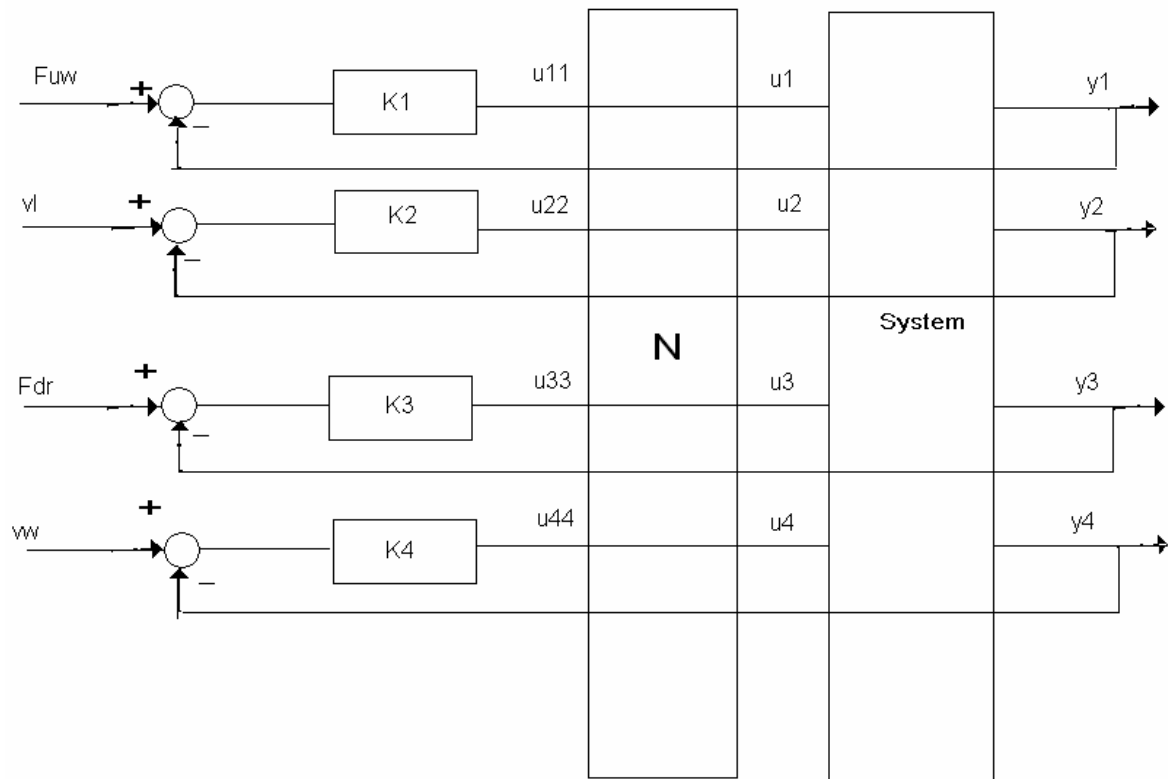 Fuw + K1 u11 u1 y1
−
vl + K2 u22 u2 y2
−
N System
Fdr + K3 u33 u3 y3
−
vw + K4 u44 u4 y4
−